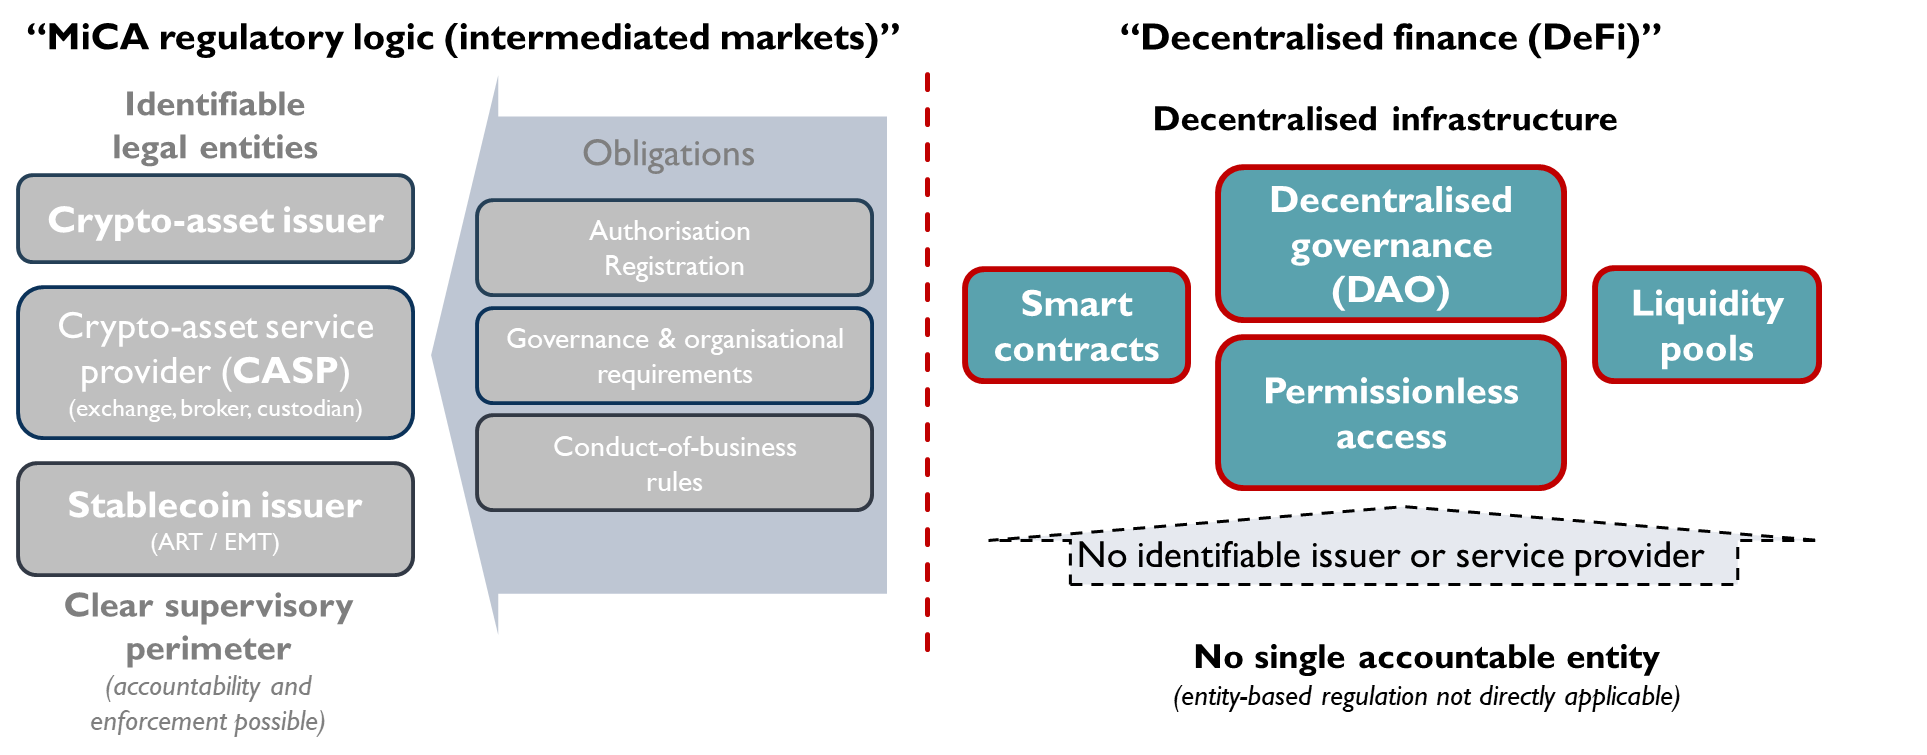 “MiCA regulatory logic (intermediated markets)”
Identifiable
legal entities
Crypto-asset issuer
Crypto-asset service
provider (CASP)
(exchange, broker, custodian)
Stablecoin issuer
(ART / EMT)
Clear supervisory
perimeter
(accountability and
enforcement possible)
Obligations
Authorisation
Registration
Governance & organisational
requirements
Conduct-of-business
rules
“Decentralised finance (DeFi)”
Decentralised infrastructure
Smart
contracts
Decentralised
governance
(DAO)
Permissionless
access
Liquidity
pools
No identifiable issuer or service provider
No single accountable entity
(entity-based regulation not directly applicable)